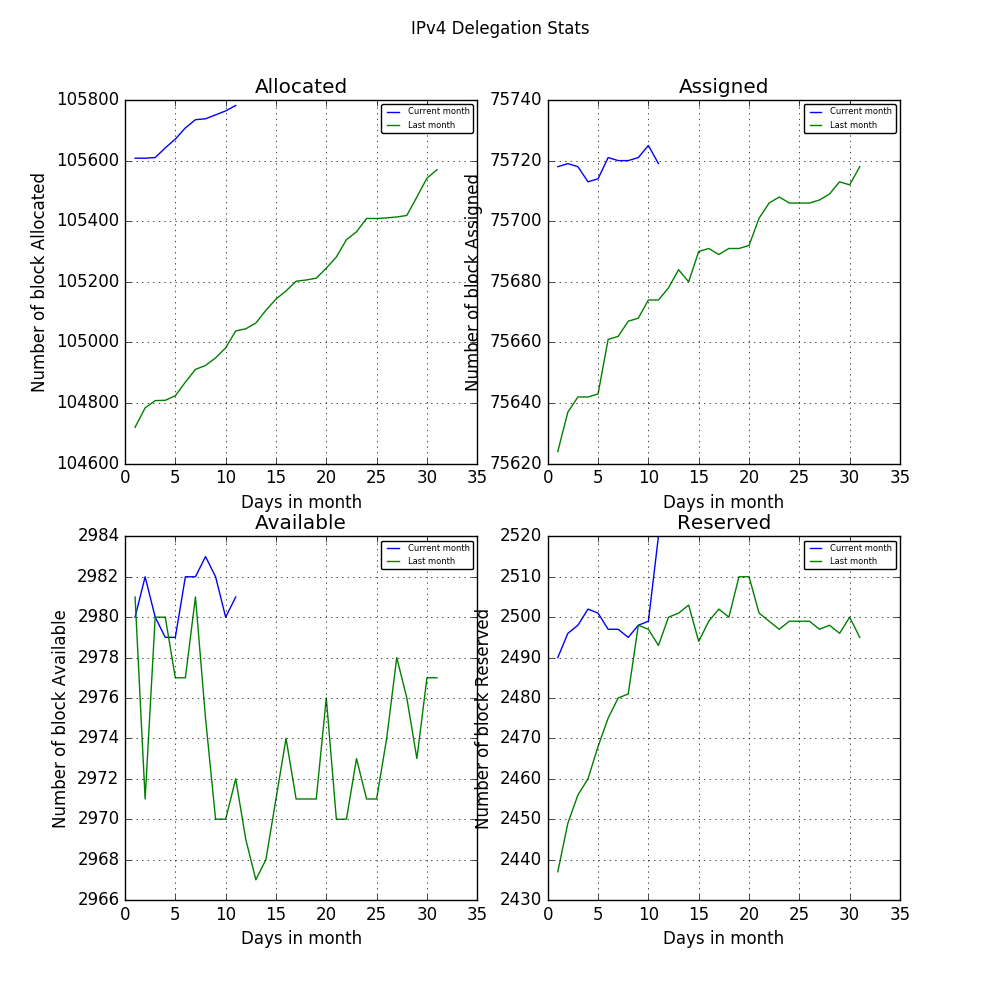 IPv4 Delegation Stats
Allocated
Number of block Allocated
105800
105600
105400
105200
105000
104800
104600
0 5 10 15 20 25 30 35
Days in month
Current month
Last month
Assigned
Number of block Assigned
75740
75720
75700
75680
75660
75640
75620
0 5 10 15 20 25 30 35
Days in month
Current month
Last month
Available
Number of block Available
2984
2982
2980
2978
2976
2974
2972
2970
2968
2966
0 5 10 15 20 25 30 35
Days in month
Current month
Last month
Reserved
Number of block Reserved
2520
2510
2500
2490
2480
2470
2460
2450
2440
2430
0 5 10 15 20 25 30 35
Days in month
Current month
Last month